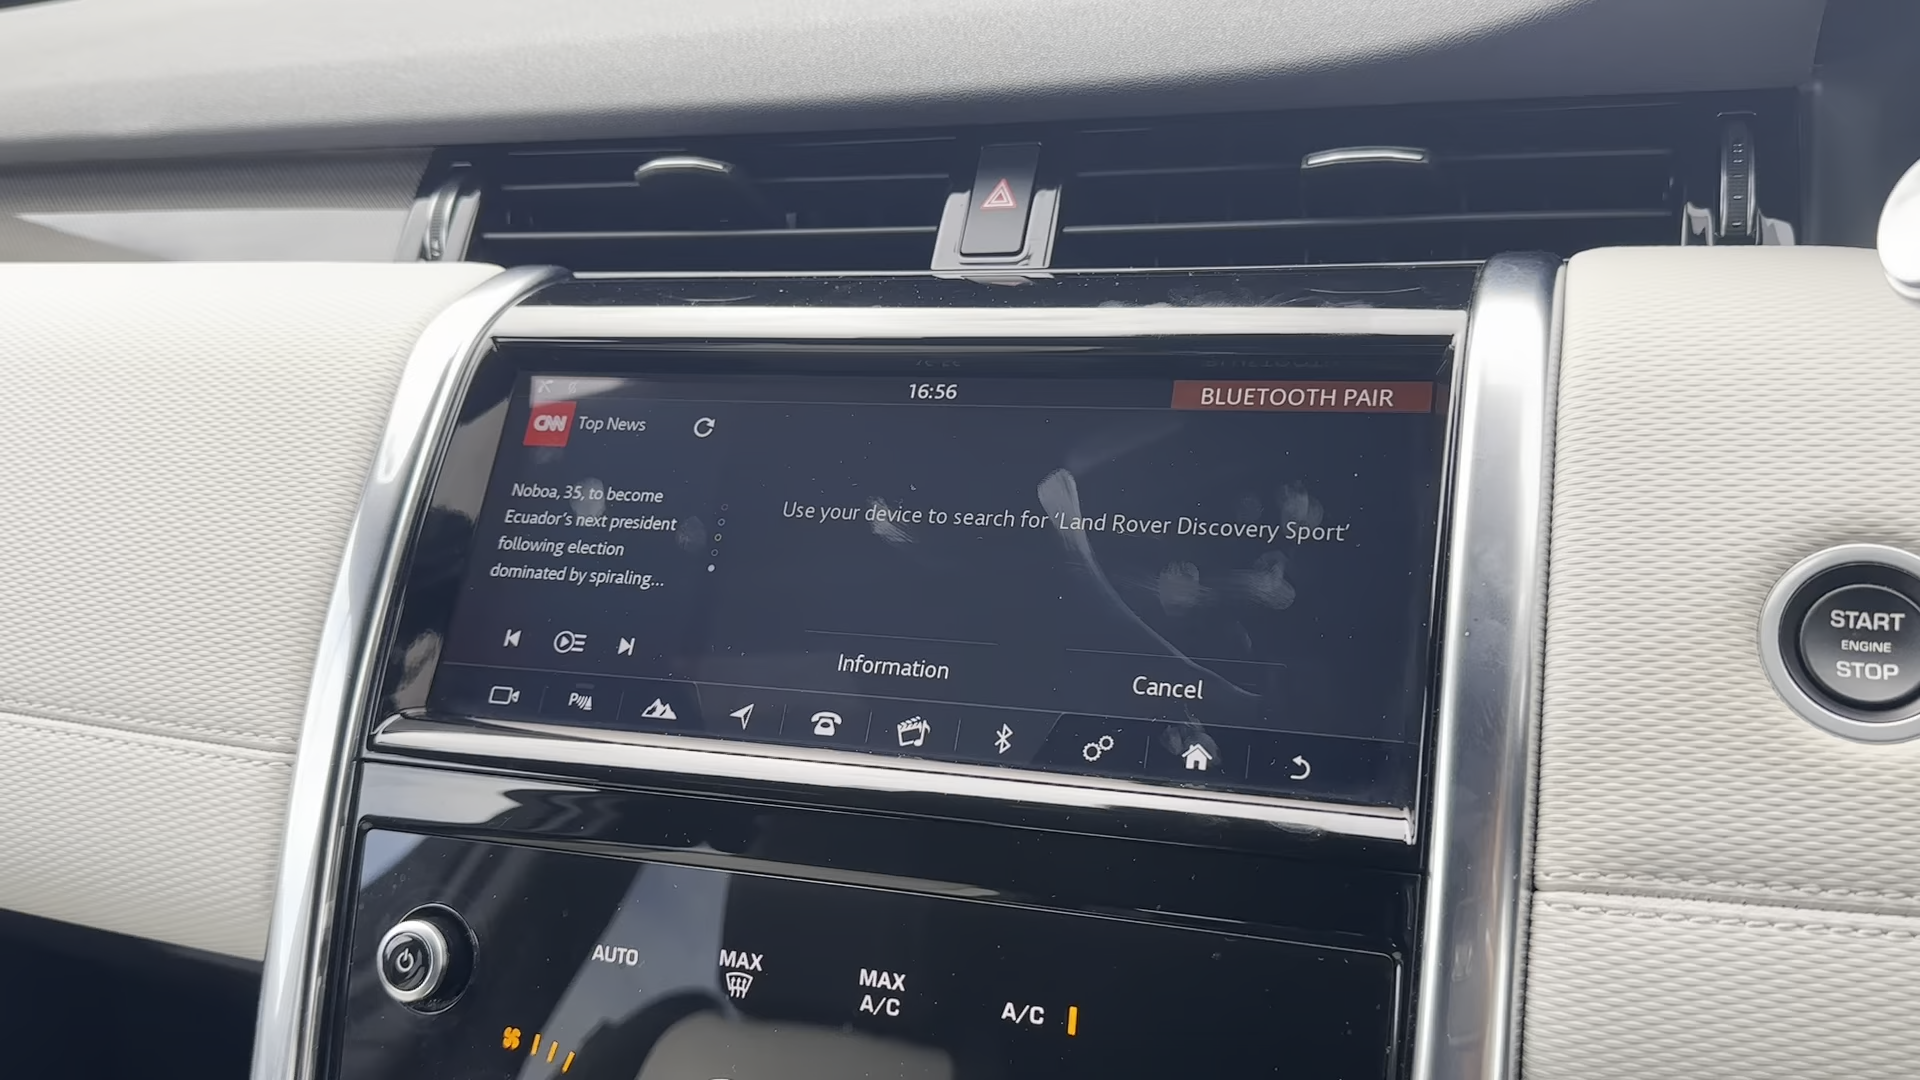 16:56
BLUETOOTH PAIR
CNN
Top News
Noboa, 35, to become
Ecuador's next president
following election
dominated by spiraling...
Use your device to search for ‘Land Rover Discovery Sport’
Information
Cancel
START
ENGINE
STOP
AUTO
MAX
MAX
A/C
A/C